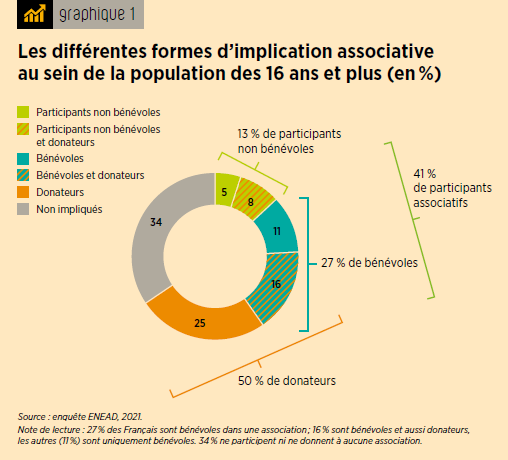 graphique 1
Les différentes formes d'implication associative
au sein de la population des 16 ans et plus (en %)
Participants non bénévoles
Participants non bénévoles
et donateurs
Bénévoles
Bénévoles et donateurs
Donateurs
Non impliqués
13 % de participants
non bénévoles
41 %
de participants
associatifs
5
8
11
16
25
34
27 % de bénévoles
50 % de donateurs
Source : enquête ENEAD, 2021.
Note de lecture : 27 % des Français sont bénévoles dans une association ; 16 % sont bénévoles et aussi donateurs,
les autres (11 %) sont uniquement bénévoles. 34 % ne participent ni ne donnent à aucune association.